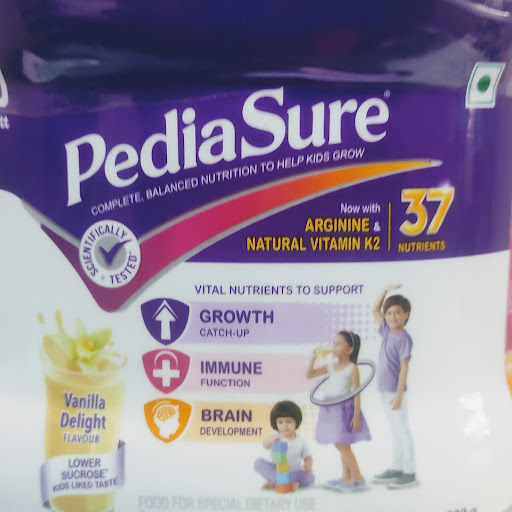 PediaSure®
COMPLETE, BALANCED NUTRITION TO HELP KIDS GROW
Now with
ARGININE &
NATURAL VITAMIN K2
37
NUTRIENTS
SCIENTIFICALLY
TESTED
VITAL NUTRIENTS TO SUPPORT
GROWTH
CATCH-UP
IMMUNE
FUNCTION
BRAIN
DEVELOPMENT
Vanilla
Delight
FLAVOUR
LOWER
SUCROSE*
KIDS LIKED TASTE
FOOD FOR SPECIAL DIETARY USE